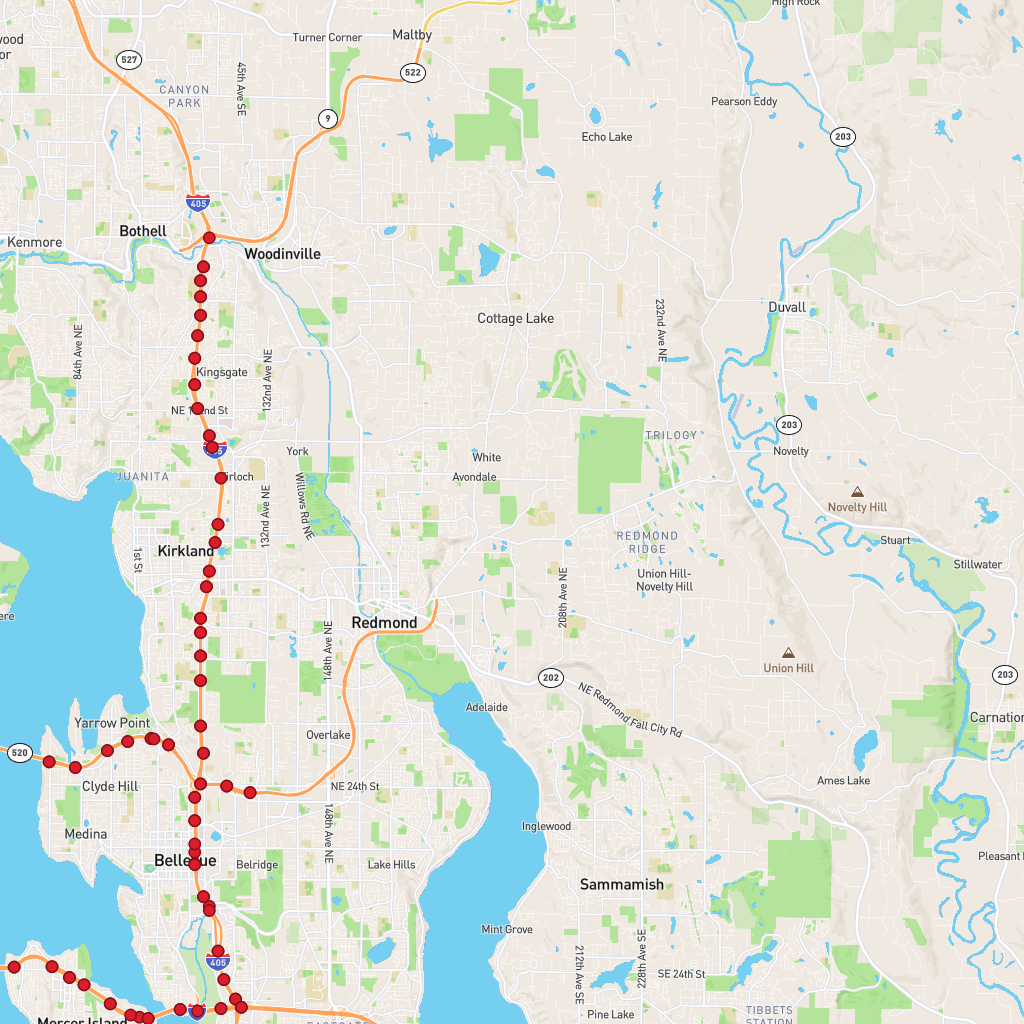 High Rock
Turner Corner
Maltby
wood
or
527
522
45th Ave SE
CANYON
PARK
Pearson Eddy
9
Echo Lake
203
405
Bothell
Kenmore
Woodinville
Duvall
Cottage Lake
232nd Ave NE
84th Ave NE
132nd Ave NE
Kingsgate
NE 1 nd St
203
TRILOGY
Novelty
York
White
JUANITA
irloch
Avondale
Willows Rd NE
Novelty Hill
132nd Ave NE
REDMOND
RIDGE
Stuart
Kirkland
1st St
Stillwater
Union Hill-
Novelty Hill
208th Ave NE
ere
Redmond
148th Ave NE
Union Hill
202
203
NE Redmond Fall City Rd
Adelaide
Carnation
Yarrow Point
Overlake
520
Clyde Hill
NE 24th St
Ames Lake
Medina
148th Ave NE
Inglewood
Bellevue
Belridge
Lake Hills
Pleasant
Sammamish
Mint Grove
405
212th Ave SE
228th Ave SE
SE 24th St
Mercer Island
EASTGATE
Pine Lake
TIBBETS
STATION